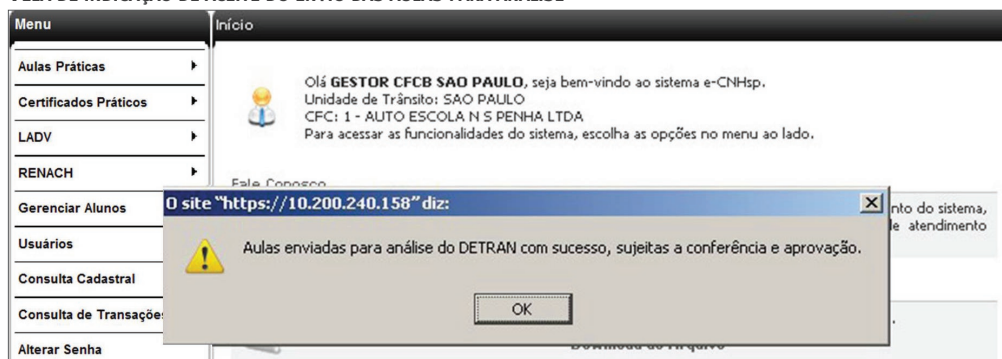 Menu
Início
Aulas Práticas
Certificados Práticos
LADV
RENACH
Gerenciar Alunos
Usuários
Consulta Cadastral
Consulta de Transações
Alterar Senha
Olá GESTOR CFCB SAO PAULO, seja bem-vindo ao sistema e-CNHsp.
Unidade de Trânsito: SAO PAULO
CFC: 1 - AUTO ESCOLA N S PENHA LTDA
Para acessar as funcionalidades do sistema, escolha as opções no menu ao lado.
Fale Conosco
nto do sistema,
de atendimento
O site "https://10.200.240.158" diz:
Aulas enviadas para análise do DETRAN com sucesso, sujeitas a conferência e aprovação.
OK